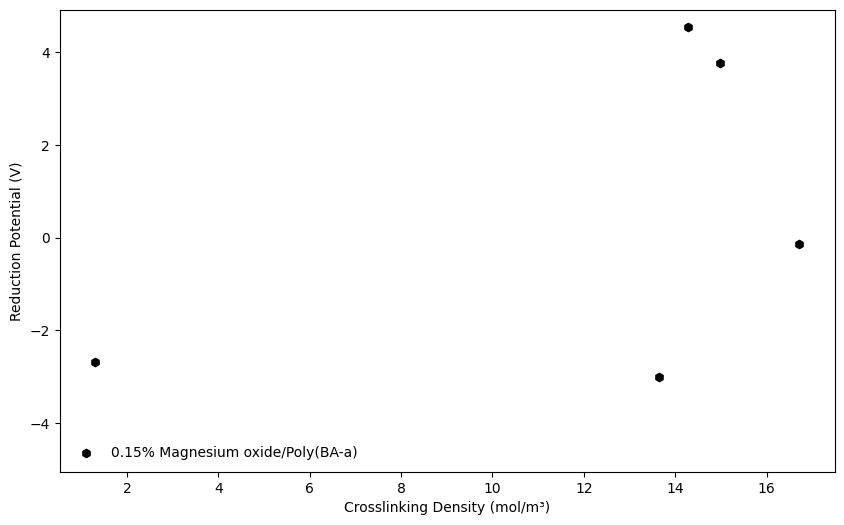 4
2
0
−2
−4
Reduction Potential (V)
0.15% Magnesium oxide/Poly(BA-a)
2 4 6 8 10 12 14 16
Crosslinking Density (mol/m³)